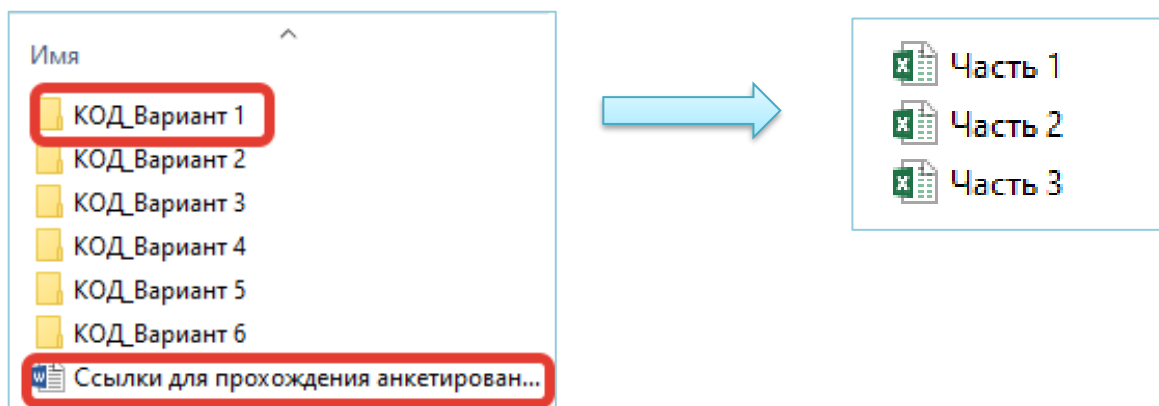 Имя
КОД_Вариант 1
КОД_Вариант 2
КОД_Вариант 3
КОД_Вариант 4
КОД_Вариант 5
КОД_Вариант 6
Ссылки для прохождения анкетирован...
Часть 1
Часть 2
Часть 3